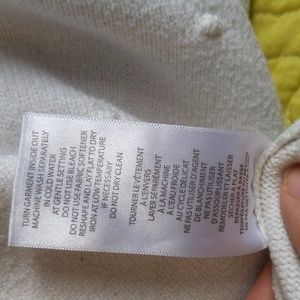 TURN GARMENT INSIDE OUT
MACHINE WASH SEPARATELY
IN COLD WATER
AT GENTLE SETTING
DO NOT USE BLEACH
DO NOT USE FABRIC SOFTENER
RESHAPE AND LAY FLAT TO DRY
IRON AT LOW TEMPERATURE
IF NECESSARY
DO NOT DRY CLEAN
TOURNER LE VÊTEMENT
À L'ENVERS
LAVER SÉPARÉMENT
À LA MACHINE
À L'EAU FROIDE
AU CYCLE DÉLICAT
NE PAS UTILISER D'AGENT
DE BLANCHIMENT
NE PAS UTILISER
D'ASSOUPLISSANT
REMODELER ET LAISSER
SÉCHER À PLAT